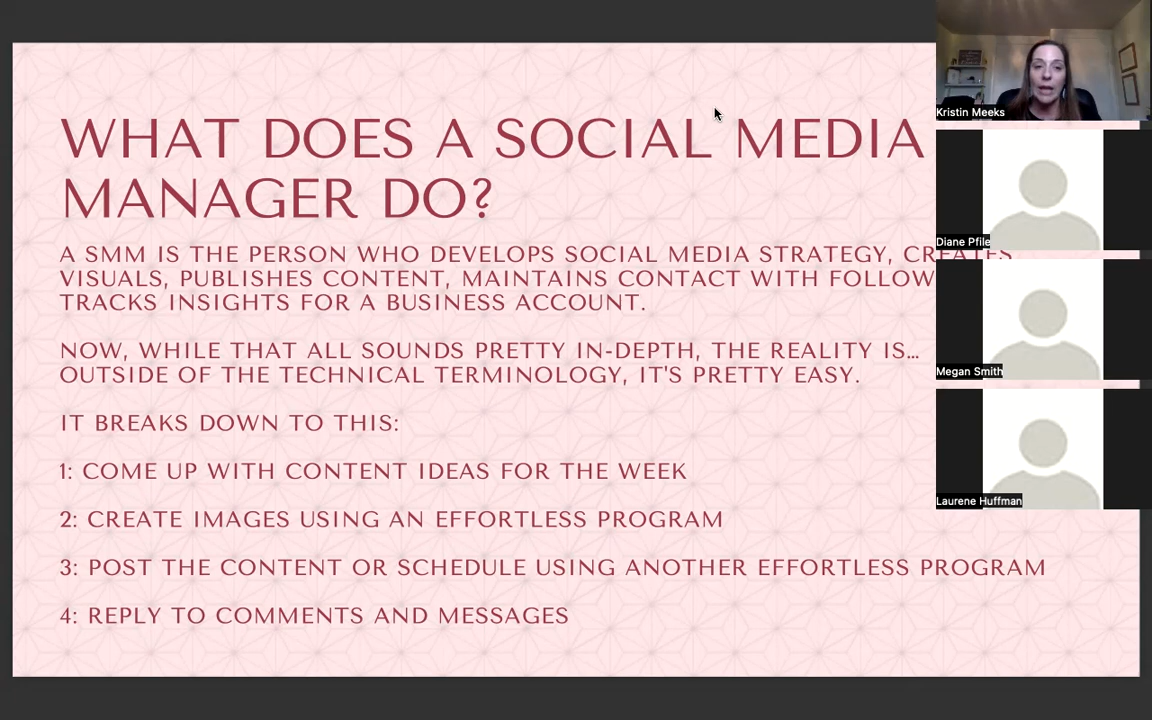 WHAT DOES A SOCIAL MEDIA
MANAGER DO?
A SMM IS THE PERSON WHO DEVELOPS SOCIAL MEDIA STRATEGY, CREATES
VISUALS, PUBLISHES CONTENT, MAINTAINS CONTACT WITH FOLLOW
TRACKS INSIGHTS FOR A BUSINESS ACCOUNT.
NOW, WHILE THAT ALL SOUNDS PRETTY IN-DEPTH, THE REALITY IS...
OUTSIDE OF THE TECHNICAL TERMINOLOGY, IT'S PRETTY EASY.
IT BREAKS DOWN TO THIS:
1: COME UP WITH CONTENT IDEAS FOR THE WEEK
2: CREATE IMAGES USING AN EFFORTLESS PROGRAM
3: POST THE CONTENT OR SCHEDULE USING ANOTHER EFFORTLESS PROGRAM
4: REPLY TO COMMENTS AND MESSAGES
Kristin Meeks
Diane Pfile
Megan Smith
Laurene Huffman